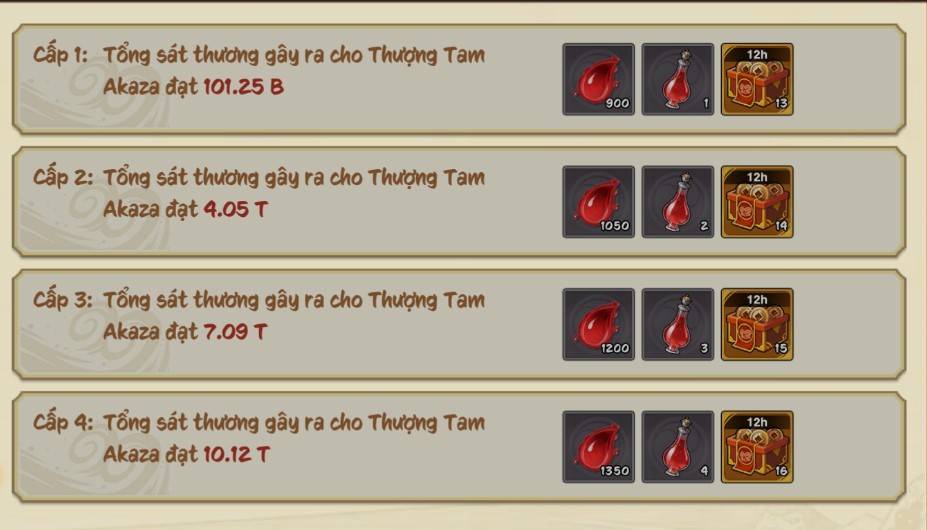 Cấp 1: Tổng sát thương gây ra cho Thượng Tam
Akaza đạt 101.25 B
900
1
12h
13
Cấp 2: Tổng sát thương gây ra cho Thượng Tam
Akaza đạt 4.05 T
1050
2
12h
14
Cấp 3: Tổng sát thương gây ra cho Thượng Tam
Akaza đạt 7.09 T
1200
3
12h
15
Cấp 4: Tổng sát thương gây ra cho Thượng Tam
Akaza đạt 10.12 T
1350
4
12h
16